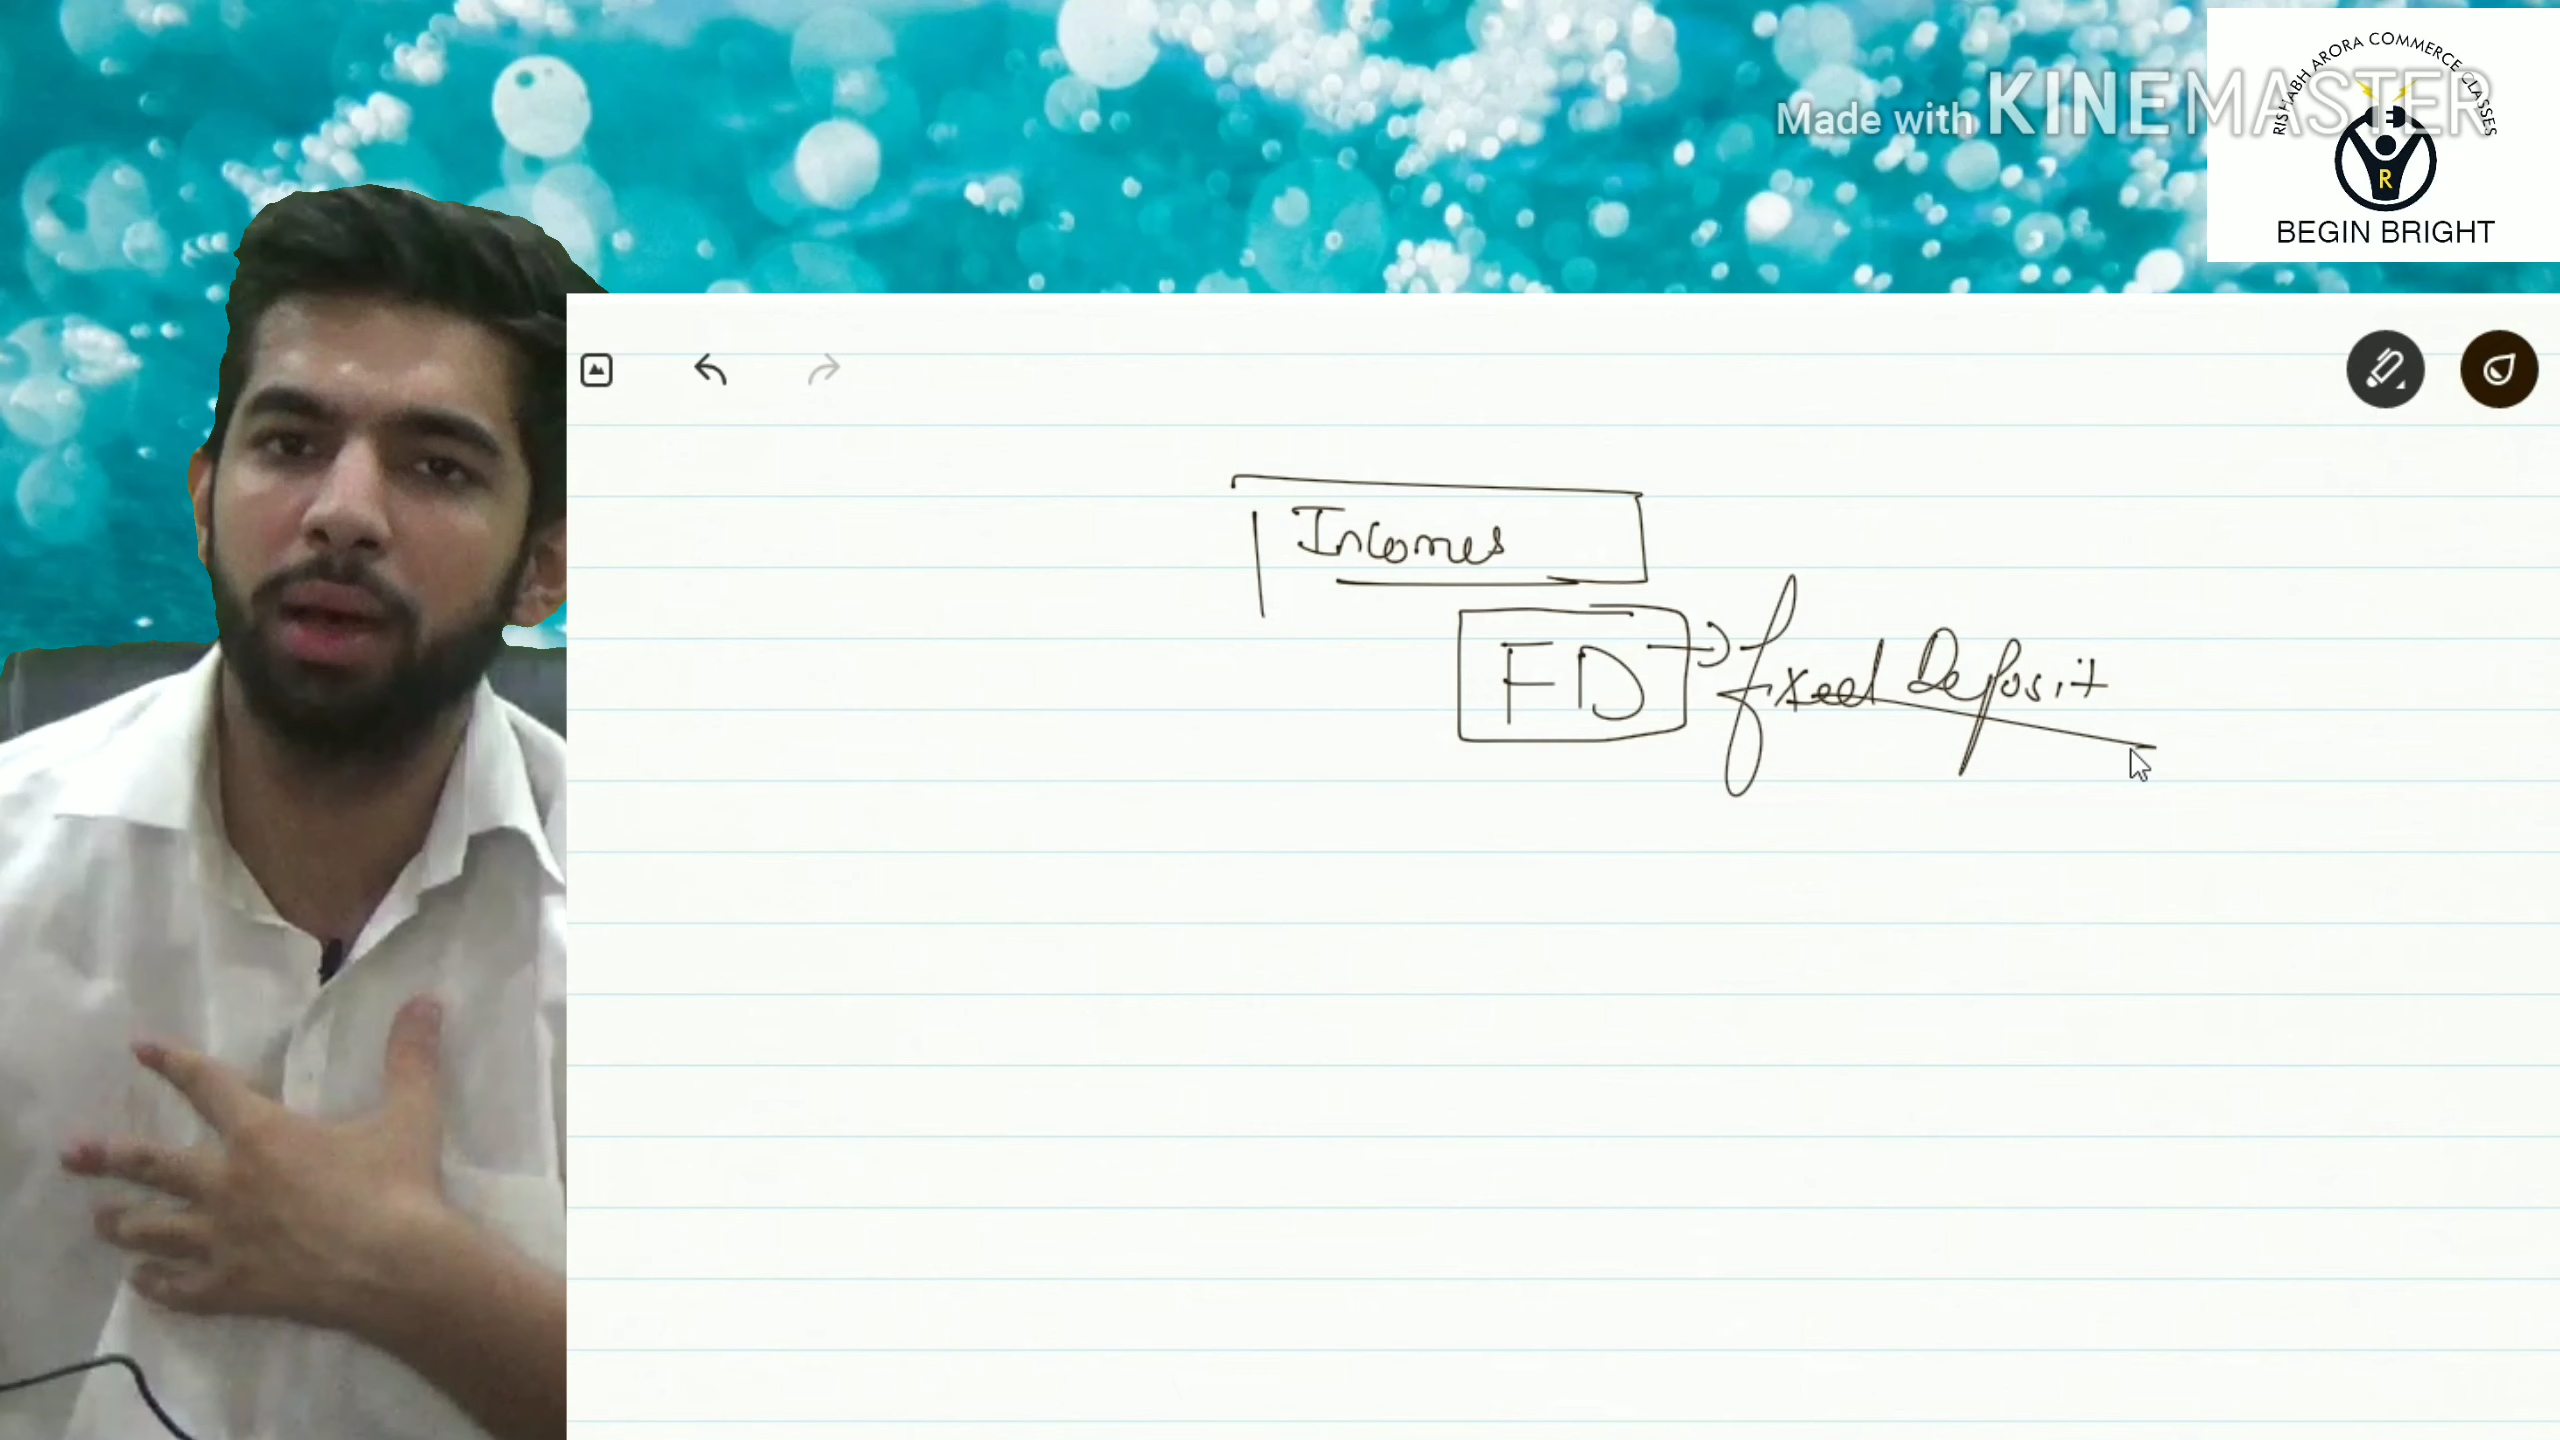 Made with KINEMASTER
RISHABH ARORA COMMERCE CLASSES
R
BEGIN BRIGHT
Incomes
FD → fixed Deposit